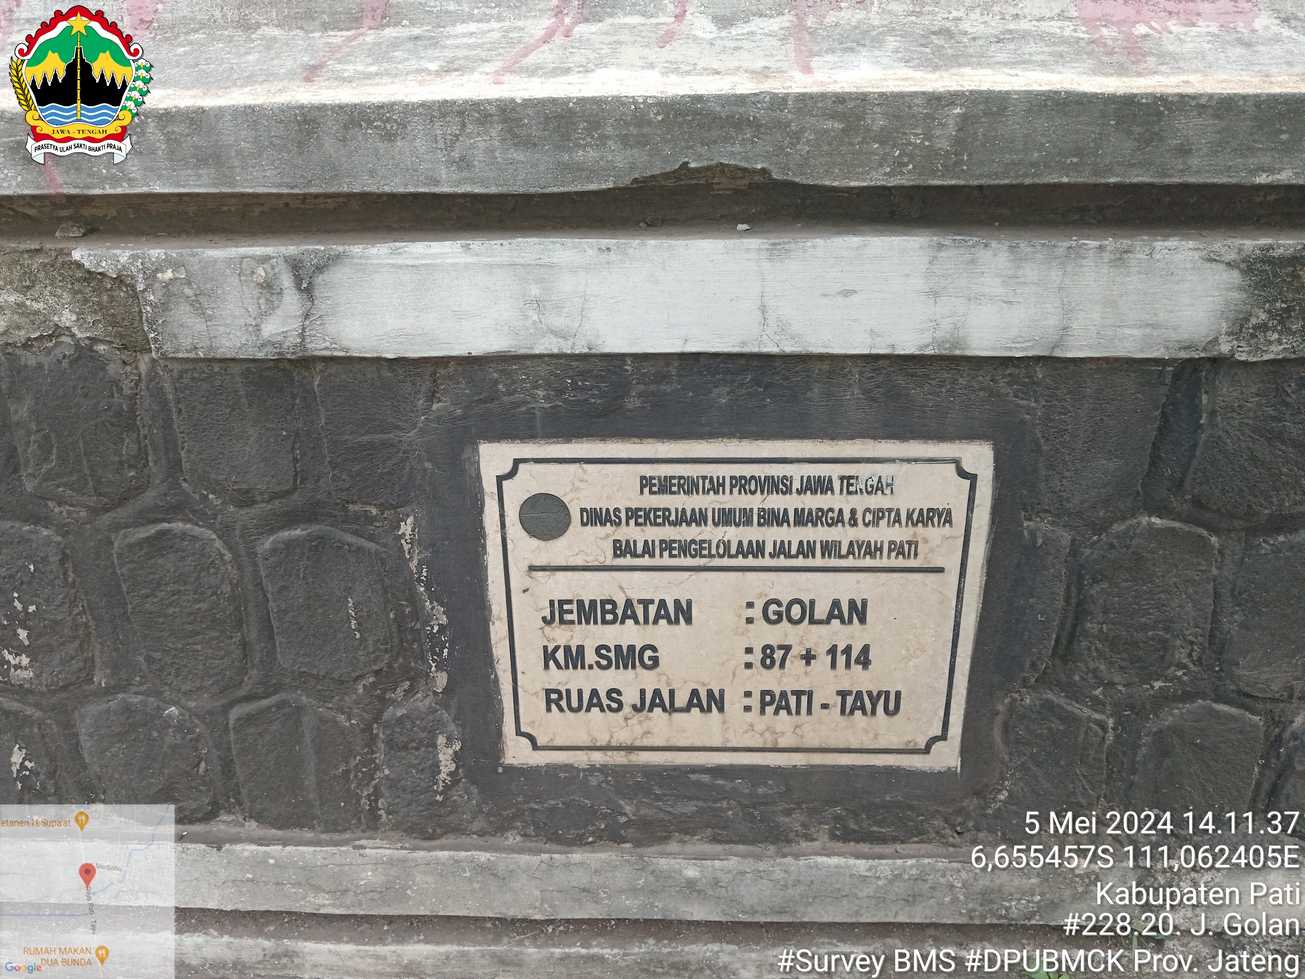 JAWA - TENGAH
PRASETYA ULAH SAKTI BHAKTI PRAJA
PEMERINTAH PROVINSI JAWA TENGAH
DINAS PEKERJAAN UMUM BINA MARGA & CIPTA KARYA
BALAI PENGELOLAAN JALAN WILAYAH PATI
JEMBATAN : GOLAN
KM.SMG : 87 + 114
RUAS JALAN : PATI - TAYU
5 Mei 2024 14.11.37
6,655457S 111,062405E
Kabupaten Pati
#228.20. J. Golan
#Survey BMS #DPUBMCK Prov. Jateng
RUMAH MAKAN
DUA BUNDA
Google